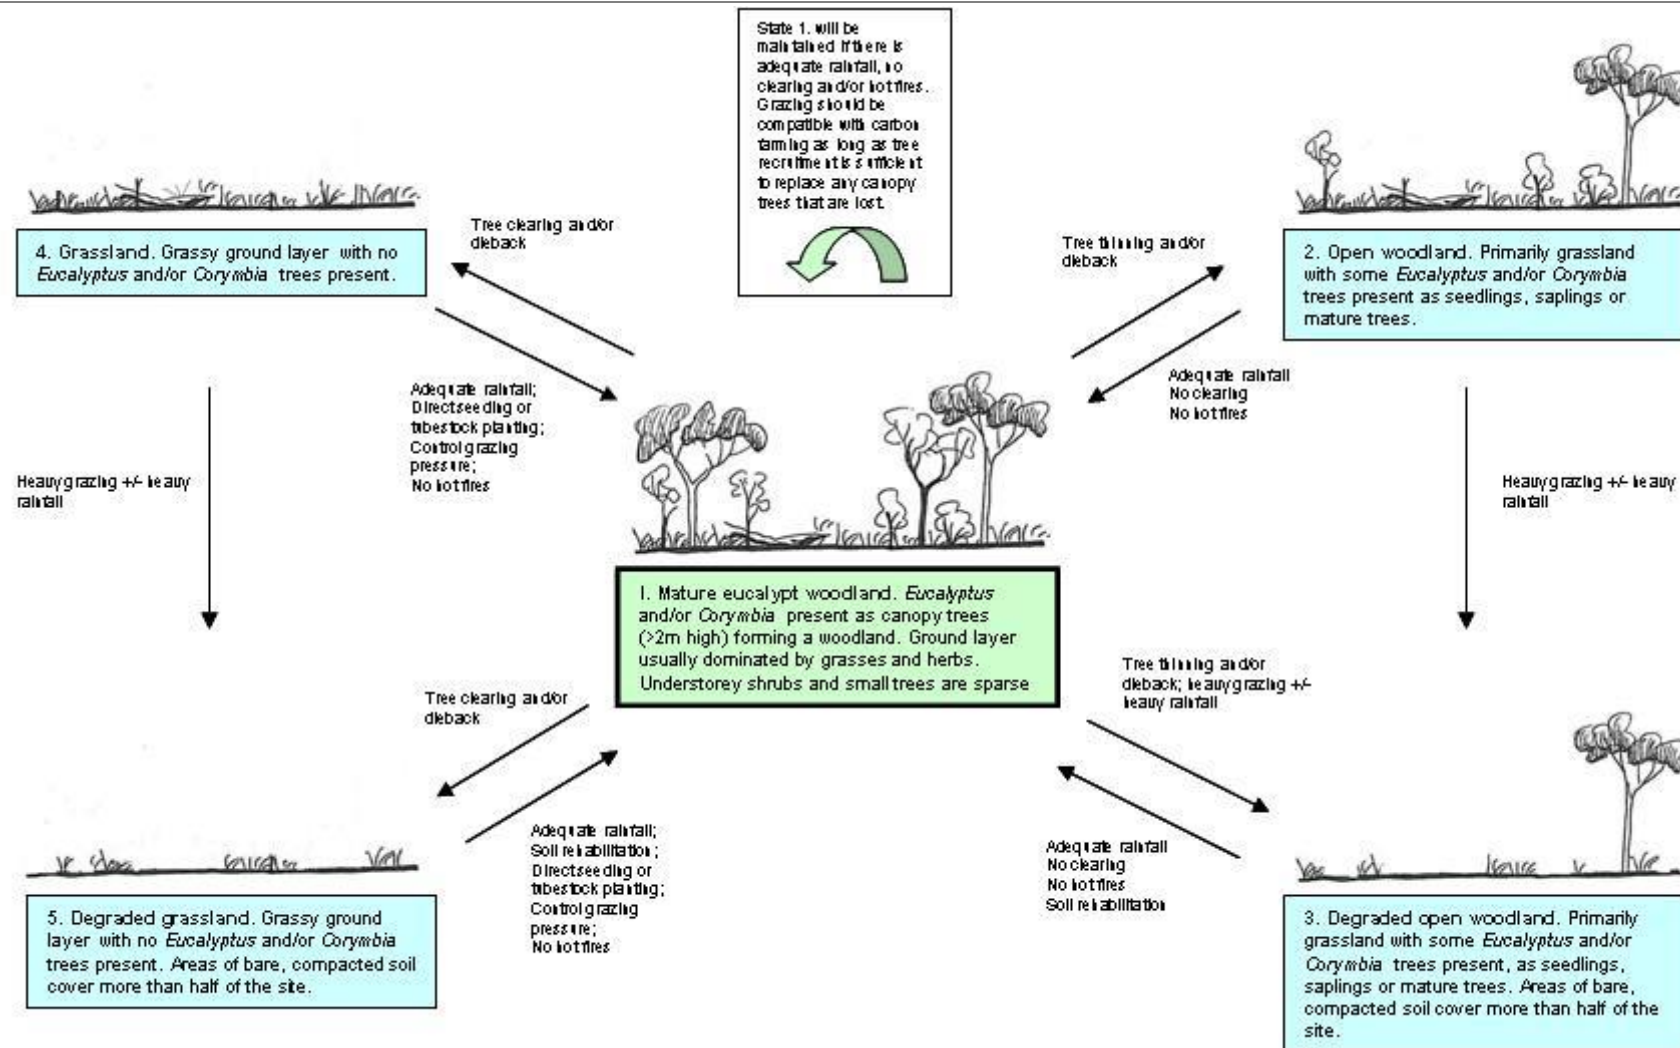 State 1. will be
maintained if there is
adequate rainfall, no
clearing and/or hot fires.
Grazing should be
compatible with carbon
farming as long as tree
recruitment is sufficient
to replace any canopy
trees that are lost.
4. Grassland. Grassy ground layer with no
Eucalyptus and/or Corymbia trees present.
Tree clearing and/or
dieback
Tree thinning and/or
dieback
2. Open woodland. Primarily grassland
with some Eucalyptus and/or Corymbia
trees present as seedlings, saplings or
mature trees.
Adequate rainfall;
Direct seeding or
tubestock planting;
Control grazing
pressure;
No hot fires
Adequate rainfall
No clearing
No hot fires
Heavy grazing +/- heavy
rainfall
Heavy grazing +/- heavy
rainfall
1. Mature eucalypt woodland. Eucalyptus
and/or Corymbia present as canopy trees
(>2m high) forming a woodland. Ground layer
usually dominated by grasses and herbs.
Understorey shrubs and small trees are sparse
Tree clearing and/or
dieback
Tree thinning and/or
dieback; heavy grazing +/-
heavy rainfall
Adequate rainfall;
Soil rehabilitation;
Direct seeding or
tubestock planting;
Control grazing
pressure;
No hot fires
Adequate rainfall
No clearing
No hot fires
Soil rehabilitation
5. Degraded grassland. Grassy ground
layer with no Eucalyptus and/or Corymbia
trees present. Areas of bare, compacted soil
cover more than half of the site.
3. Degraded open woodland. Primarily
grassland with some Eucalyptus and/or
Corymbia trees present, as seedlings,
saplings or mature trees. Areas of bare,
compacted soil cover more than half of the
site.